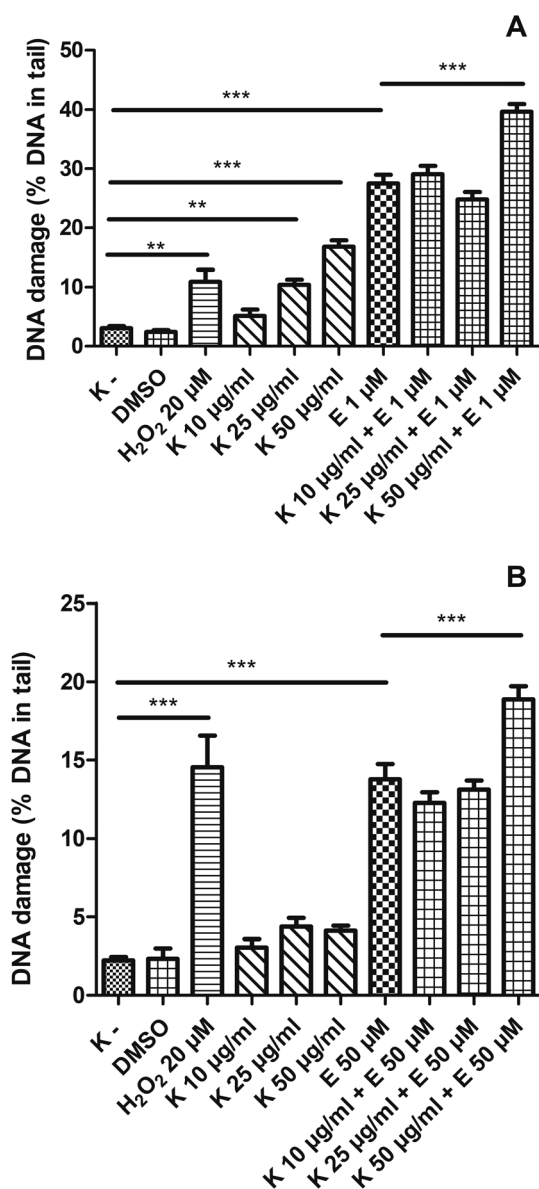 A
DNA damage (% DNA in tail)
50
40
30
20
10
0
***
***
***
**
**
K -
DMSO
H₂O₂ 20 µM
K 10 µg/ml
K 25 µg/ml
K 50 µg/ml
E 1 µM
K 10 µg/ml + E 1 µM
K 25 µg/ml + E 1 µM
K 50 µg/ml + E 1 µM
B
DNA damage (% DNA in tail)
25
20
15
10
5
0
***
***
***
K -
DMSO
H₂O₂ 20 µM
K 10 µg/ml
K 25 µg/ml
K 50 µg/ml
E 50 µM
K 10 µg/ml + E 50 µM
K 25 µg/ml + E 50 µM
K 50 µg/ml + E 50 µM